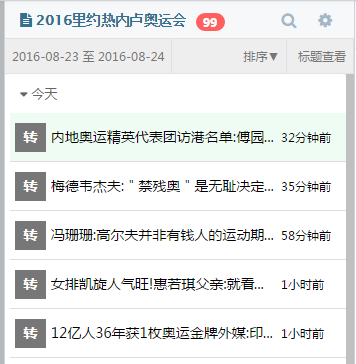 2016里约热内卢奥运会 99
2016-08-23 至 2016-08-24 排序▼ 标题查看
今天
转 内地奥运精英代表团访港名单:傅园... 32分钟前
转 梅德韦杰夫:＂禁残奥＂是无耻决定... 35分钟前
转 冯珊珊:高尔夫并非有钱人的运动期... 58分钟前
转 女排凯旋人气旺!惠若琪父亲:就看... 1小时前
转 12亿人36年获1枚奥运金牌外媒:印... 1小时前